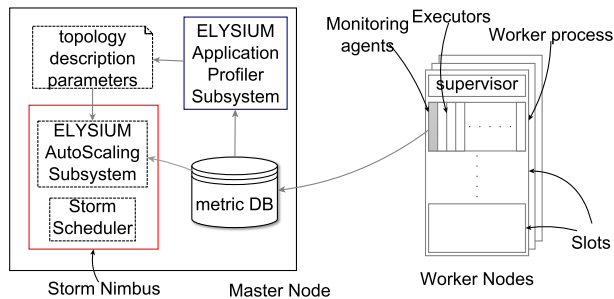 topology
description
parameters
ELYSIUM
Application
Profiler
Subsystem
ELYSIUM
AutoScaling
Subsystem
metric DB
Storm
Scheduler
Storm Nimbus
Master Node
Monitoring
agents
Executors
Worker process
supervisor
Slots
Worker Nodes